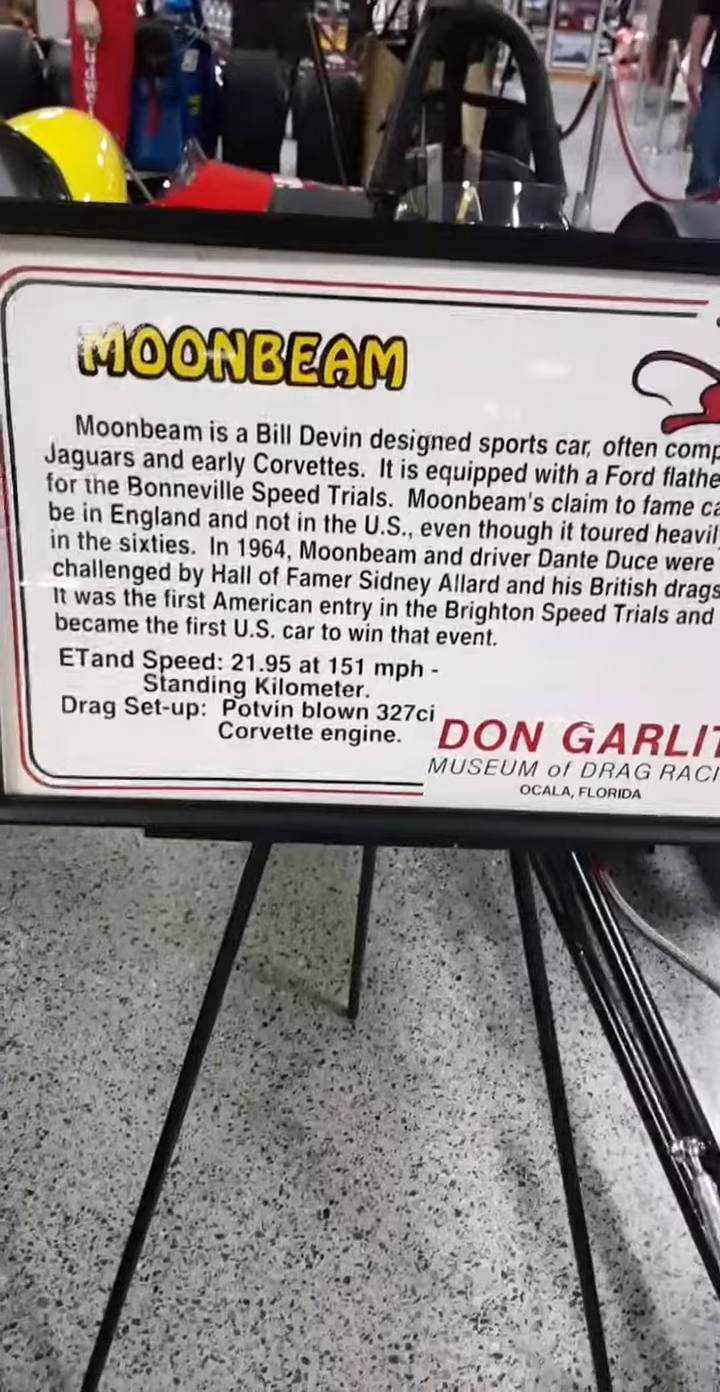 MOONBEAM
Moonbeam is a Bill Devin designed sports car, often comp
Jaguars and early Corvettes. It is equipped with a Ford flathe
for the Bonneville Speed Trials. Moonbeam's claim to fame ca
be in England and not in the U.S., even though it toured heavil
in the sixties. In 1964, Moonbeam and driver Dante Duce were
challenged by Hall of Famer Sidney Allard and his British drags
It was the first American entry in the Brighton Speed Trials and
became the first U.S. car to win that event.
ETand Speed: 21.95 at 151 mph -
Standing Kilometer.
Drag Set-up: Potvin blown 327ci
Corvette engine.
DON GARLIT
MUSEUM of DRAG RACI
OCALA, FLORIDA